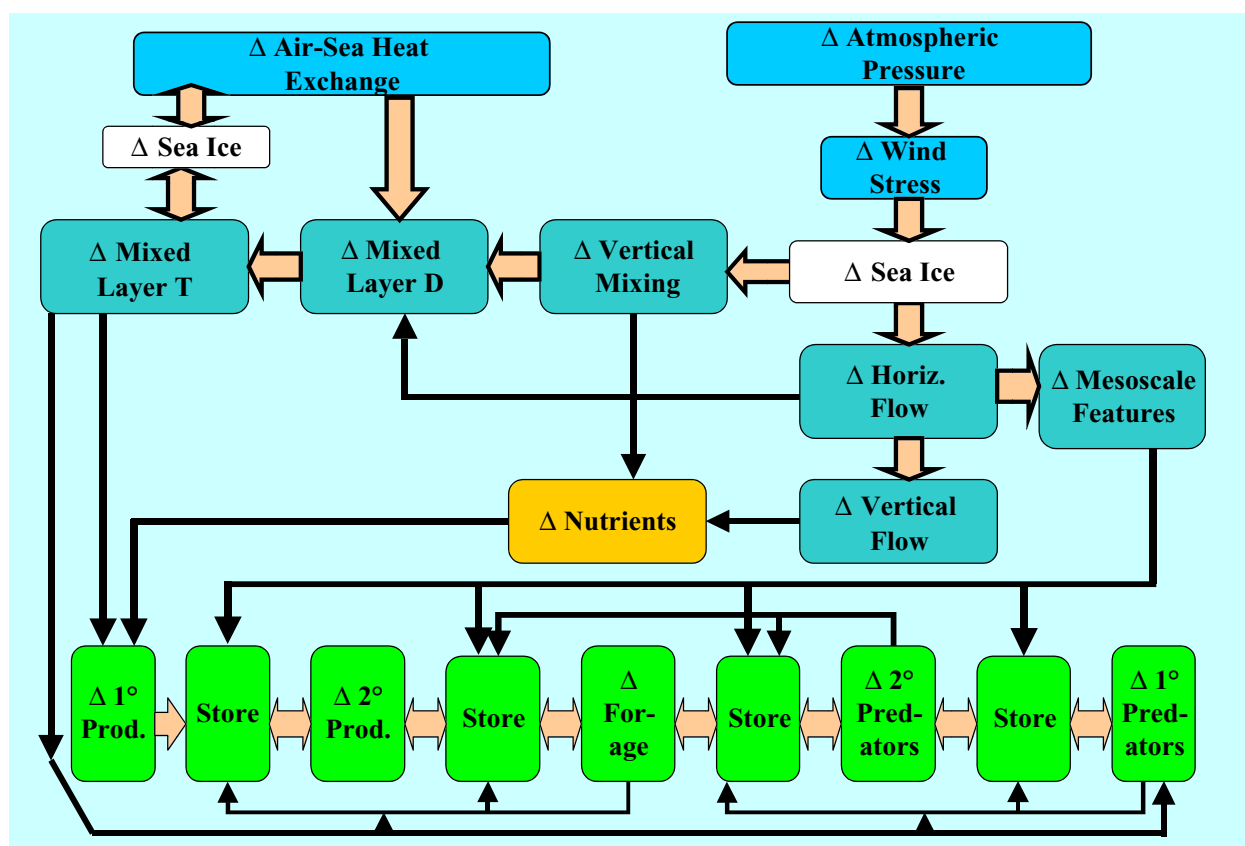 Δ Air-Sea Heat
Exchange
Δ Atmospheric
Pressure
Δ Sea Ice
Δ Wind
Stress
Δ Mixed
Layer T
Δ Mixed
Layer D
Δ Vertical
Mixing
Δ Sea Ice
Δ Horiz.
Flow
Δ Mesoscale
Features
Δ Nutrients
Δ Vertical
Flow
Δ 1°
Prod.
Store
Δ 2°
Prod.
Store
Δ
For-
age
Store
Δ 2°
Pred-
ators
Store
Δ 1°
Pred-
ators